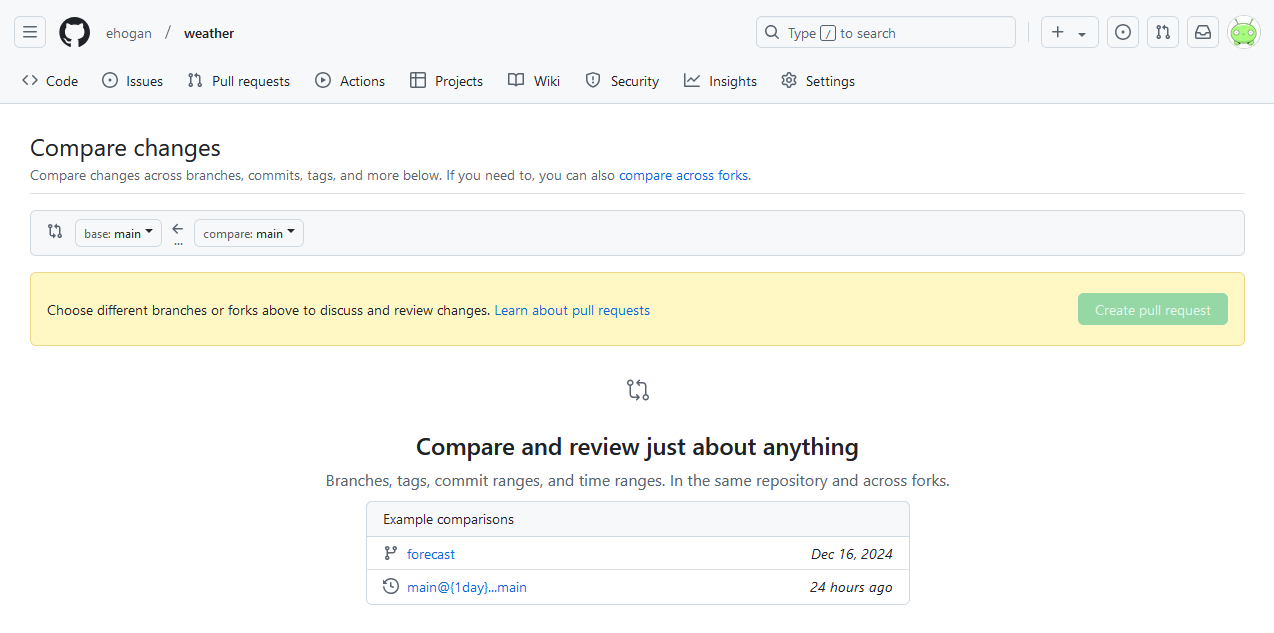 ehogan / weather
Type / to search
Code Issues Pull requests Actions Projects Wiki Security Insights Settings
Compare changes
Compare changes across branches, commits, tags, and more below. If you need to, you can also compare across forks.
base: main ... compare: main
Choose different branches or forks above to discuss and review changes. Learn about pull requests Create pull request
Compare and review just about anything
Branches, tags, commit ranges, and time ranges. In the same repository and across forks.
Example comparisons
forecast Dec 16, 2024
main@{1day}...main 24 hours ago